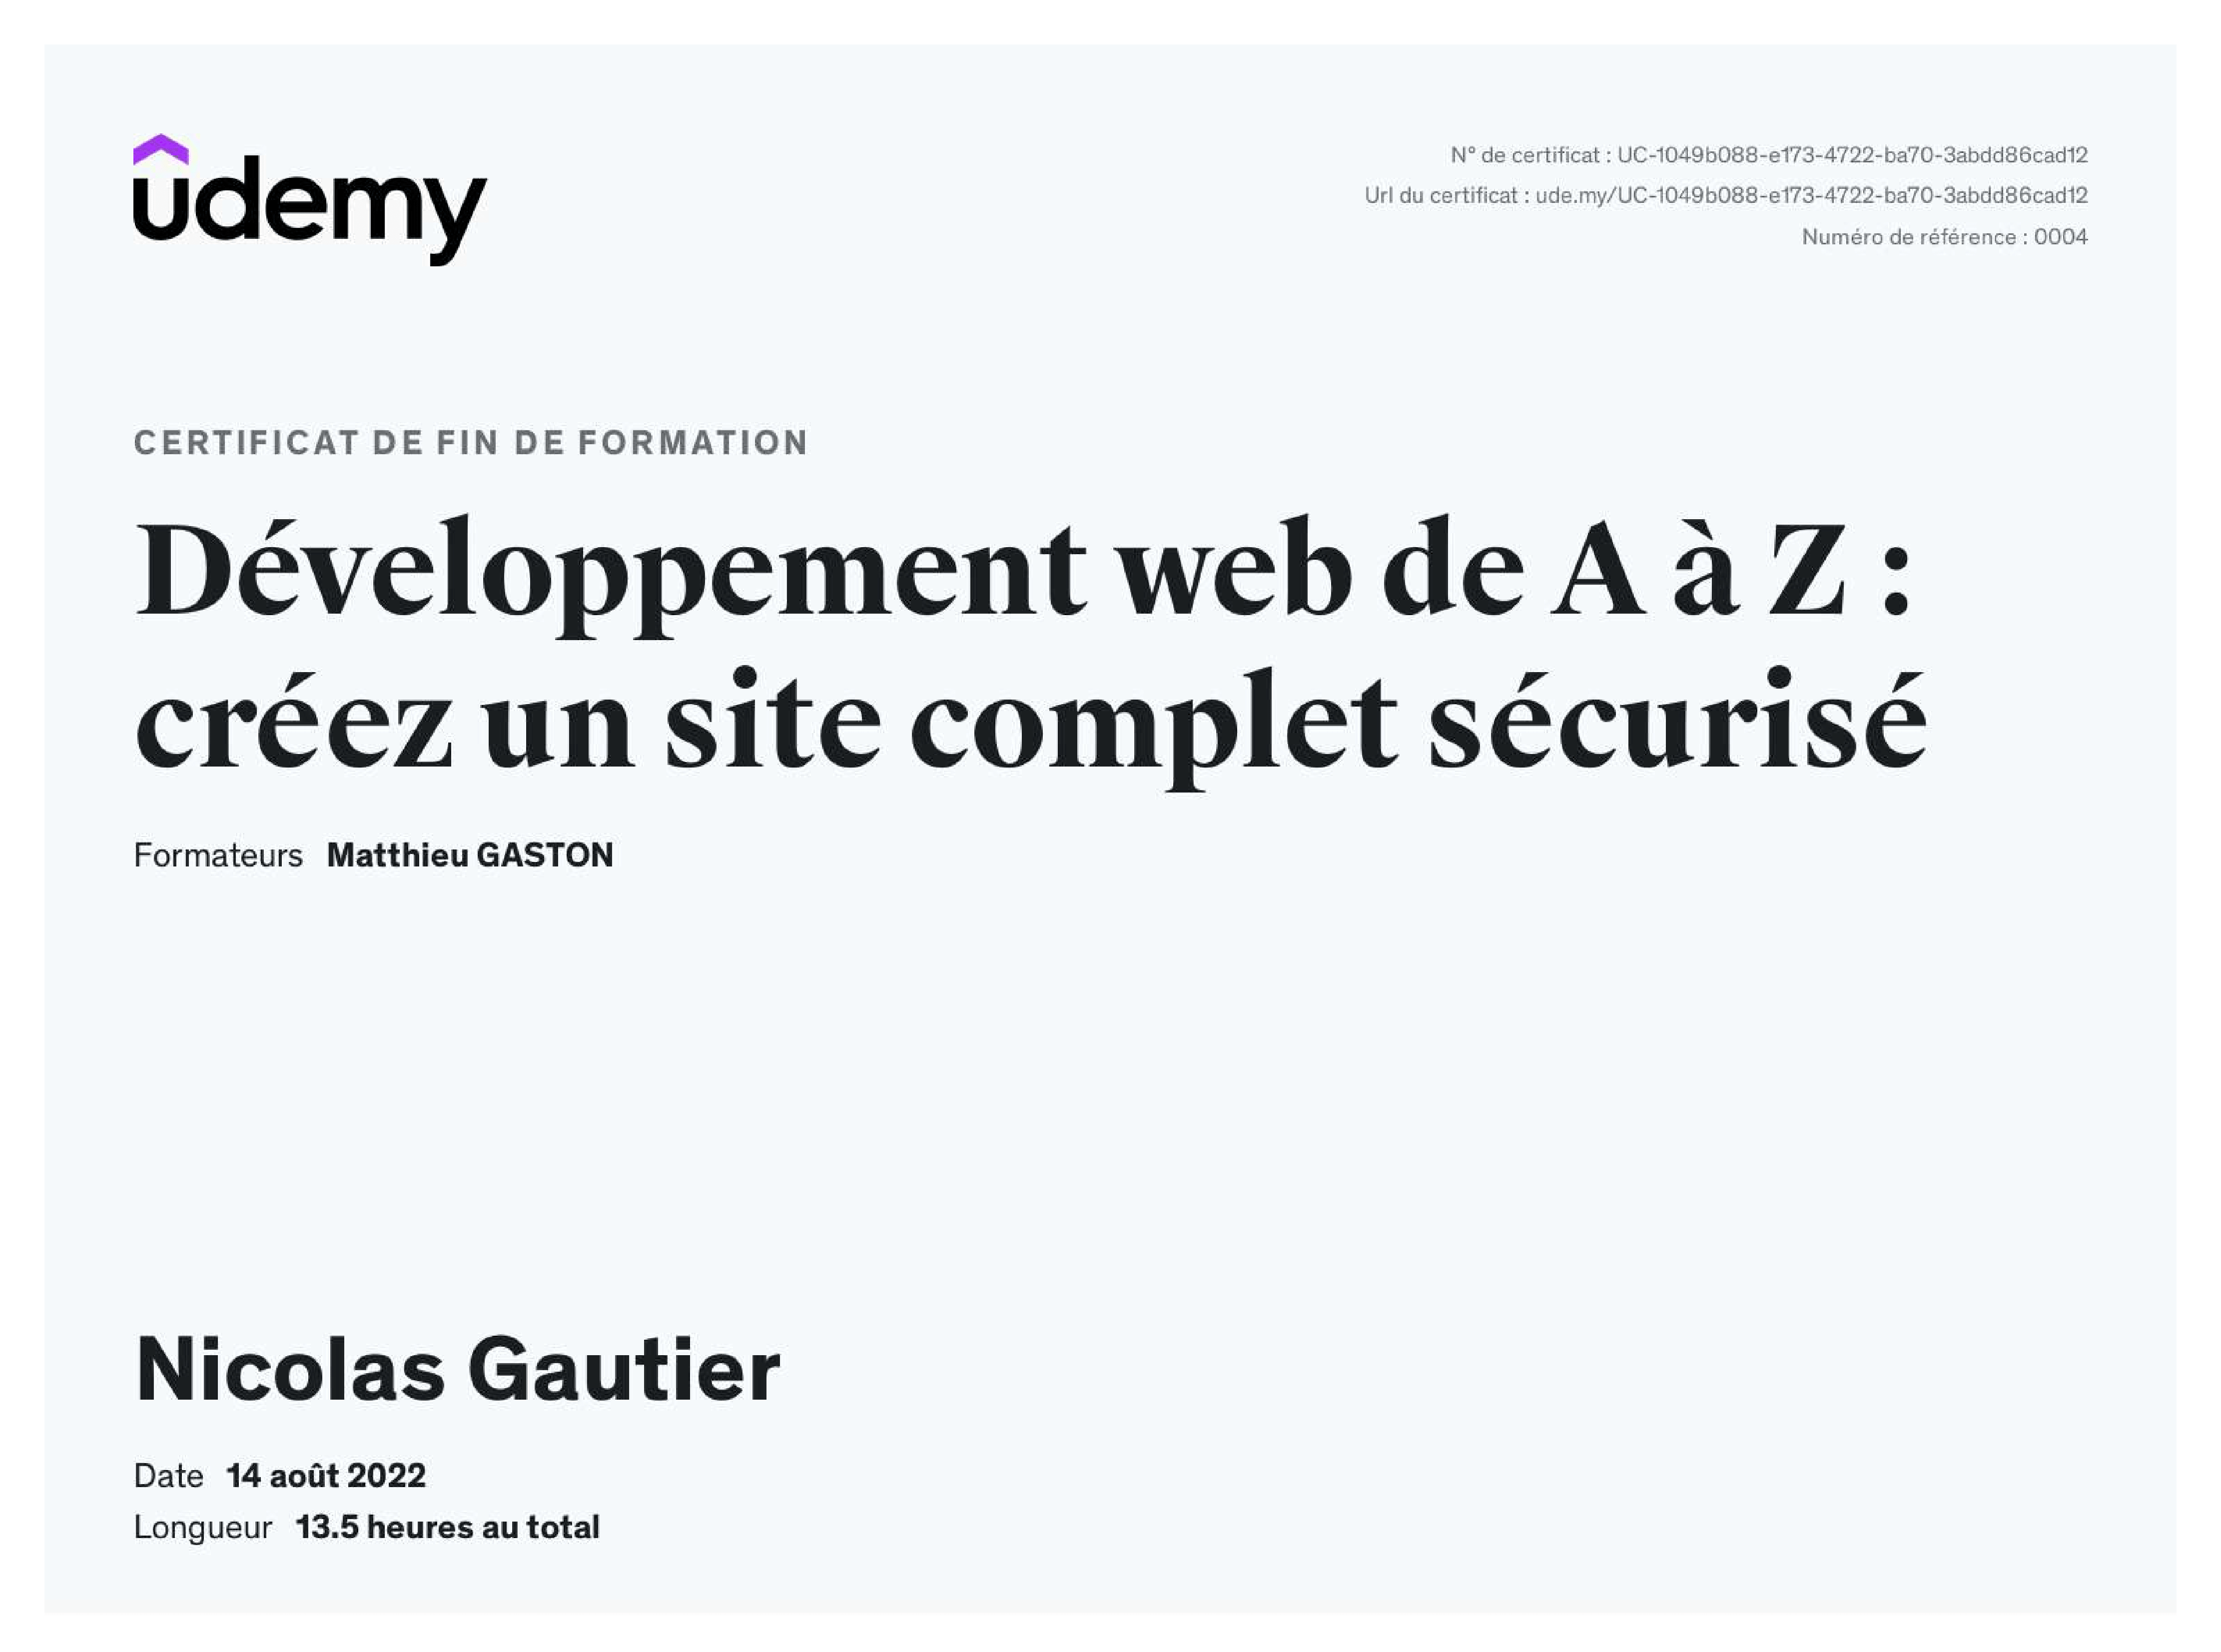 udemy
N° de certificat : UC-1049b088-e173-4722-ba70-3abdd86cad12
Url du certificat : ude.my/UC-1049b088-e173-4722-ba70-3abdd86cad12
Numéro de référence : 0004
CERTIFICAT DE FIN DE FORMATION
Développement web de A à Z :
créez un site complet sécurisé
Formateurs Matthieu GASTON
Nicolas Gautier
Date 14 août 2022
Longueur 13.5 heures au total